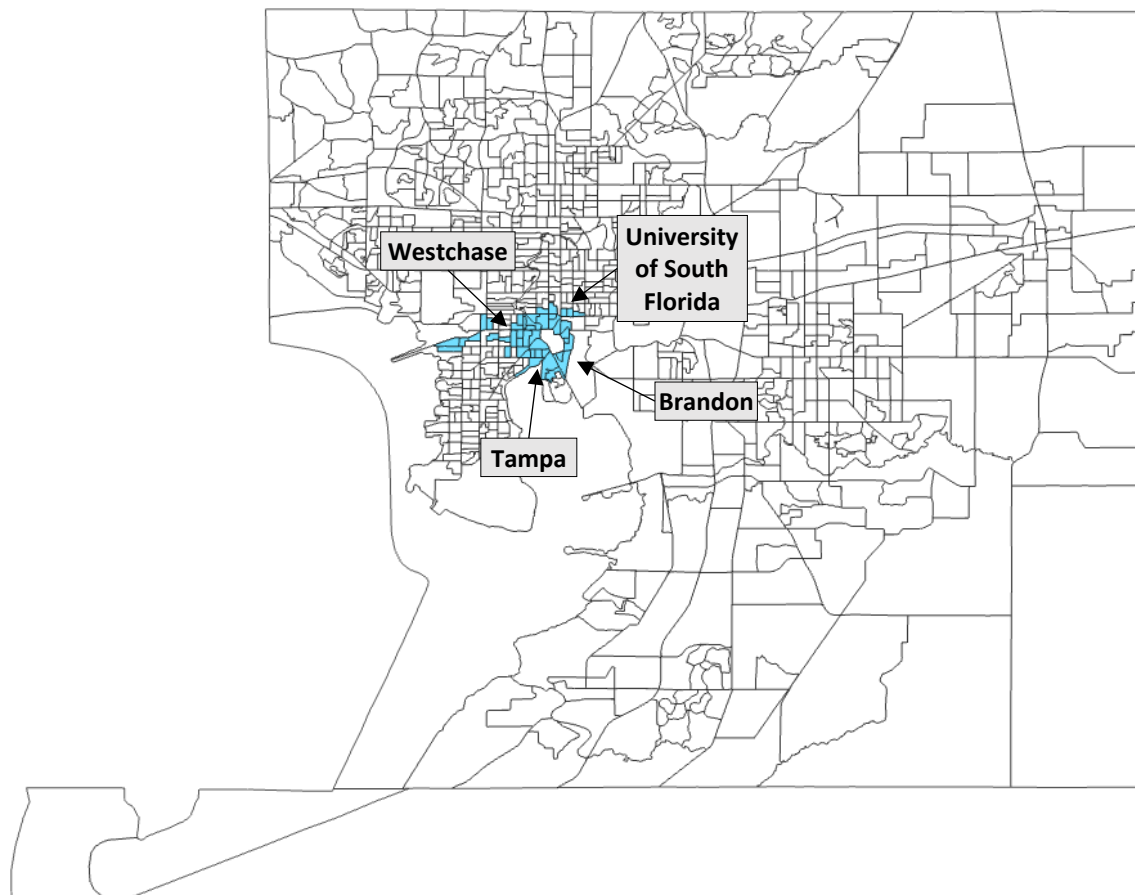 Westchase
University
of South
Florida
Brandon
Tampa